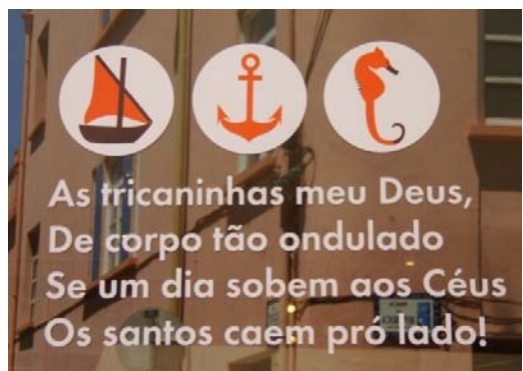 As tricaninhas meu Deus,
De corpo tão ondulado
Se um dia sobem aos Céus
Os santos caem pró lado!